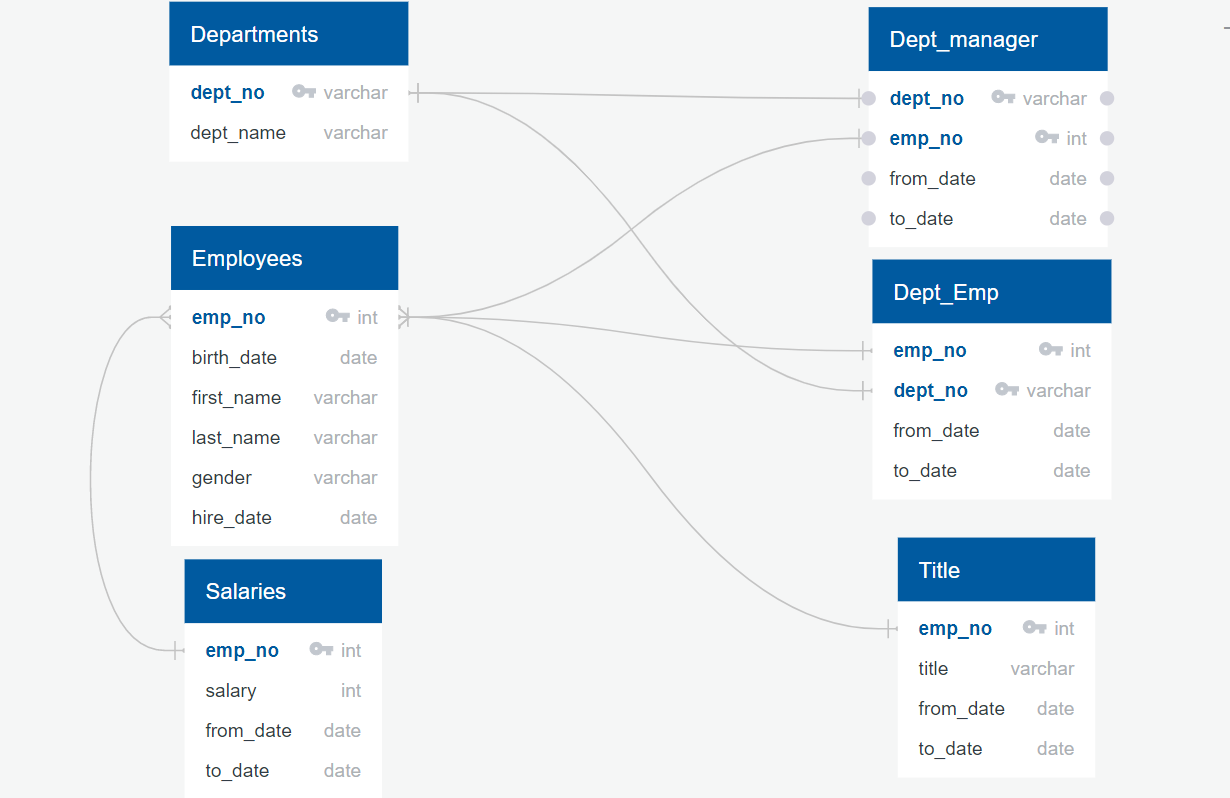 Departments
dept_no varchar
dept_name varchar
Employees
emp_no int
birth_date date
first_name varchar
last_name varchar
gender varchar
hire_date date
Salaries
emp_no int
salary int
from_date date
to_date date
Dept_manager
dept_no varchar
emp_no int
from_date date
to_date date
Dept_Emp
emp_no int
dept_no varchar
from_date date
to_date date
Title
emp_no int
title varchar
from_date date
to_date date